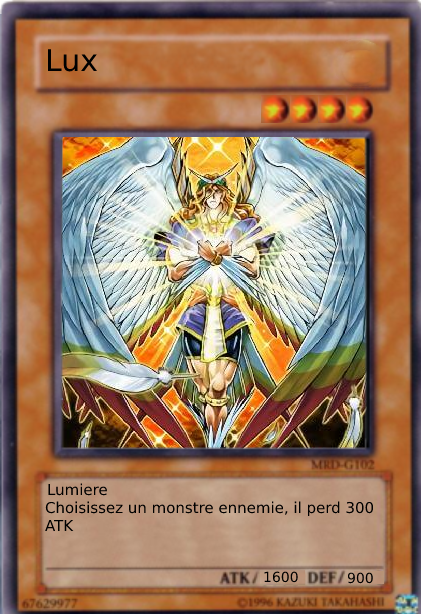 Lux
MRD-G102
Lumiere
Choisissez un monstre ennemie, il perd 300
ATK
ATK/ 1600 DEF/ 900
67629977 ©1996 KAZUKI TAKAHASHI